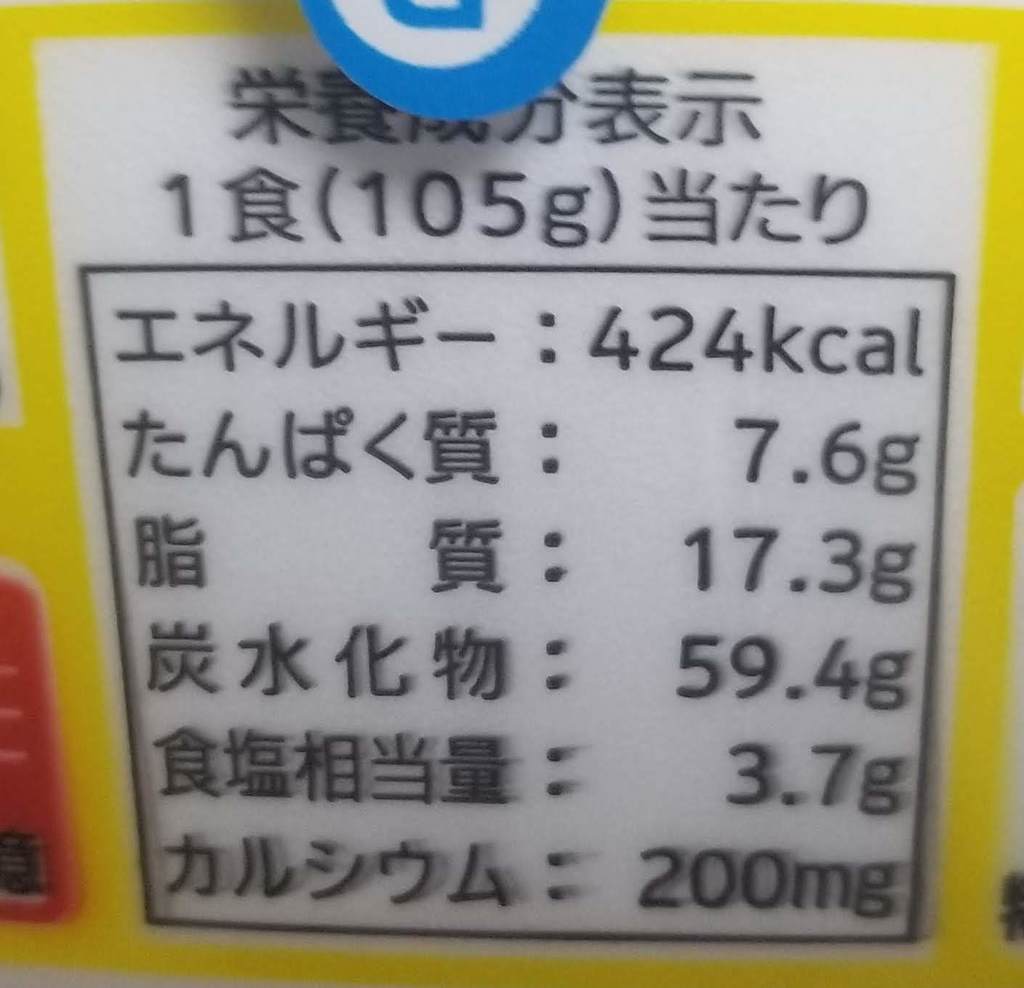 栄養成分表示
1食(105g)当たり
エネルギー:424kcal
たんぱく質: 7.6g
脂 質: 17.3g
炭水化物: 59.4g
食塩相当量: 3.7g
カルシウム: 200mg